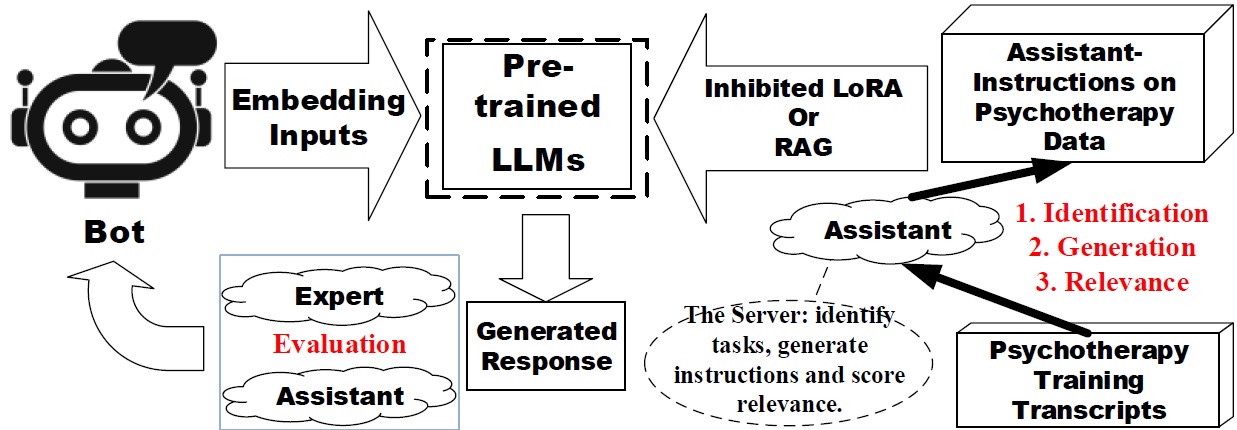 Bot
Embedding
Inputs
Pre-
trained
LLMs
Inhibited LoRA
Or
RAG
Assistant-
Instructions on
Psychotherapy
Data
Assistant
1. Identification
2. Generation
3. Relevance
Expert
Evaluation
Assistant
Generated
Response
The Server: identify
tasks, generate
instructions and score
relevance.
Psychotherapy
Training
Transcripts